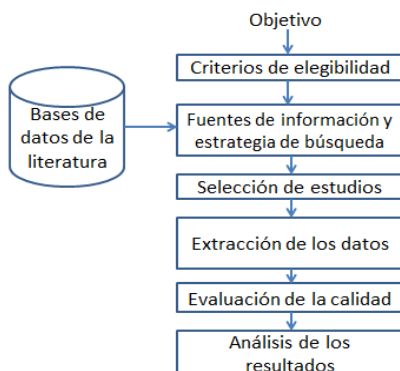 Objetivo
Criterios de elegibilidad
Bases de
datos de la
literatura
Fuentes de información y
estrategia de búsqueda
Selección de estudios
Extracción de los datos
Evaluación de la calidad
Análisis de los
resultados